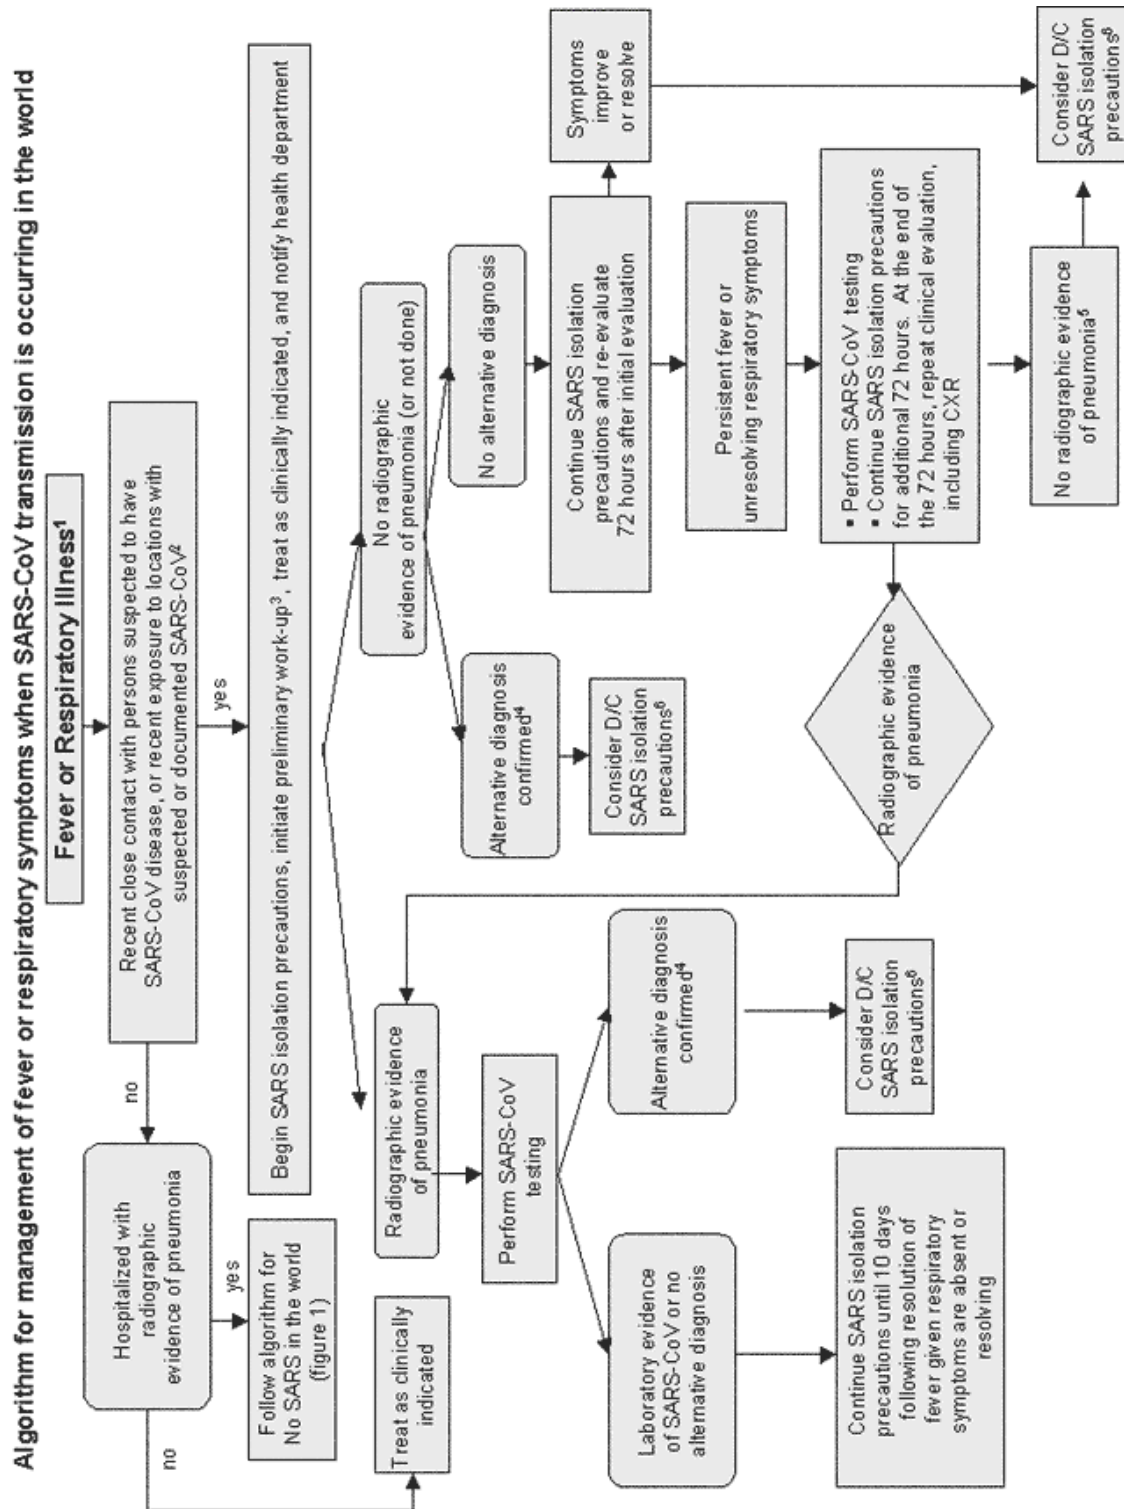 Algorithm for management of fever or respiratory symptoms when SARS-CoV transmission is occurring in the world
Fever or Respiratory Illness¹
Recent close contact with persons suspected to have
SARS-CoV disease, or recent exposure to locations with
suspected or documented SARS-CoV²
no
yes
Hospitalized with
radiographic
evidence of pneumonia
no
yes
Follow algorithm for
No SARS in the world
(figure 1)
Treat as clinically
indicated
Begin SARS isolation precautions, initiate preliminary work-up³, treat as clinically indicated, and notify health department
Radiographic evidence
of pneumonia
No radiographic
evidence of pneumonia (or not done)
Perform SARS-CoV
testing
Laboratory evidence
of SARS-CoV or no
alternative diagnosis
Alternative diagnosis
confirmed⁴
Continue SARS isolation
precautions until 10 days
following resolution of
fever given respiratory
symptoms are absent or
resolving
Consider D/C
SARS isolation
precautions⁶
Alternative diagnosis
confirmed⁴
Consider D/C
SARS isolation
precautions⁶
No alternative diagnosis
Continue SARS isolation
precautions and re-evaluate
72 hours after initial evaluation
Symptoms
improve
or resolve
Persistent fever or
unresolving respiratory symptoms
▪ Perform SARS-CoV testing
▪ Continue SARS isolation precautions
for additional 72 hours. At the end of
the 72 hours, repeat clinical evaluation,
including CXR
Radiographic evidence
of pneumonia
No radiographic evidence
of pneumonia⁵
Consider D/C
SARS isolation
precautions⁶